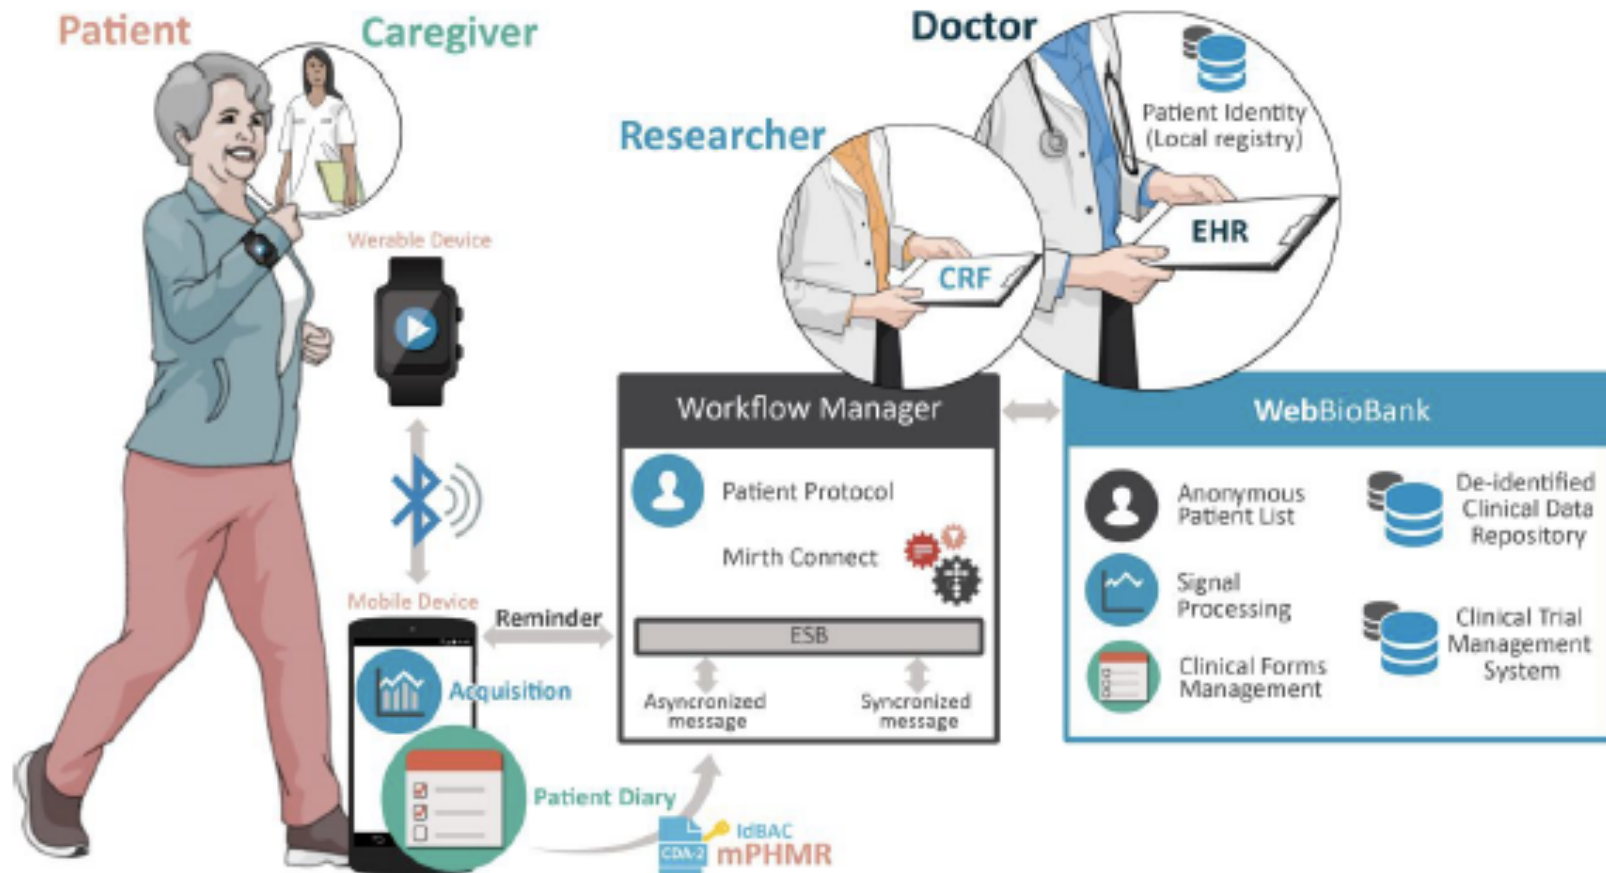 Patient
Caregiver
Doctor
Patient Identity
(Local registry)
Researcher
EHR
CRF
Werable Device
Workflow Manager
Patient Protocol
Mirth Connect
ESB
Asyncronized
message
Syncronized
message
WebBioBank
Anonymous
Patient List
De-identified
Clinical Data
Repository
Signal
Processing
Clinical Trial
Management
System
Clinical Forms
Management
Mobile Device
Reminder
Acquisition
Patient Diary
CDA-2
IdBAC
mPHMR